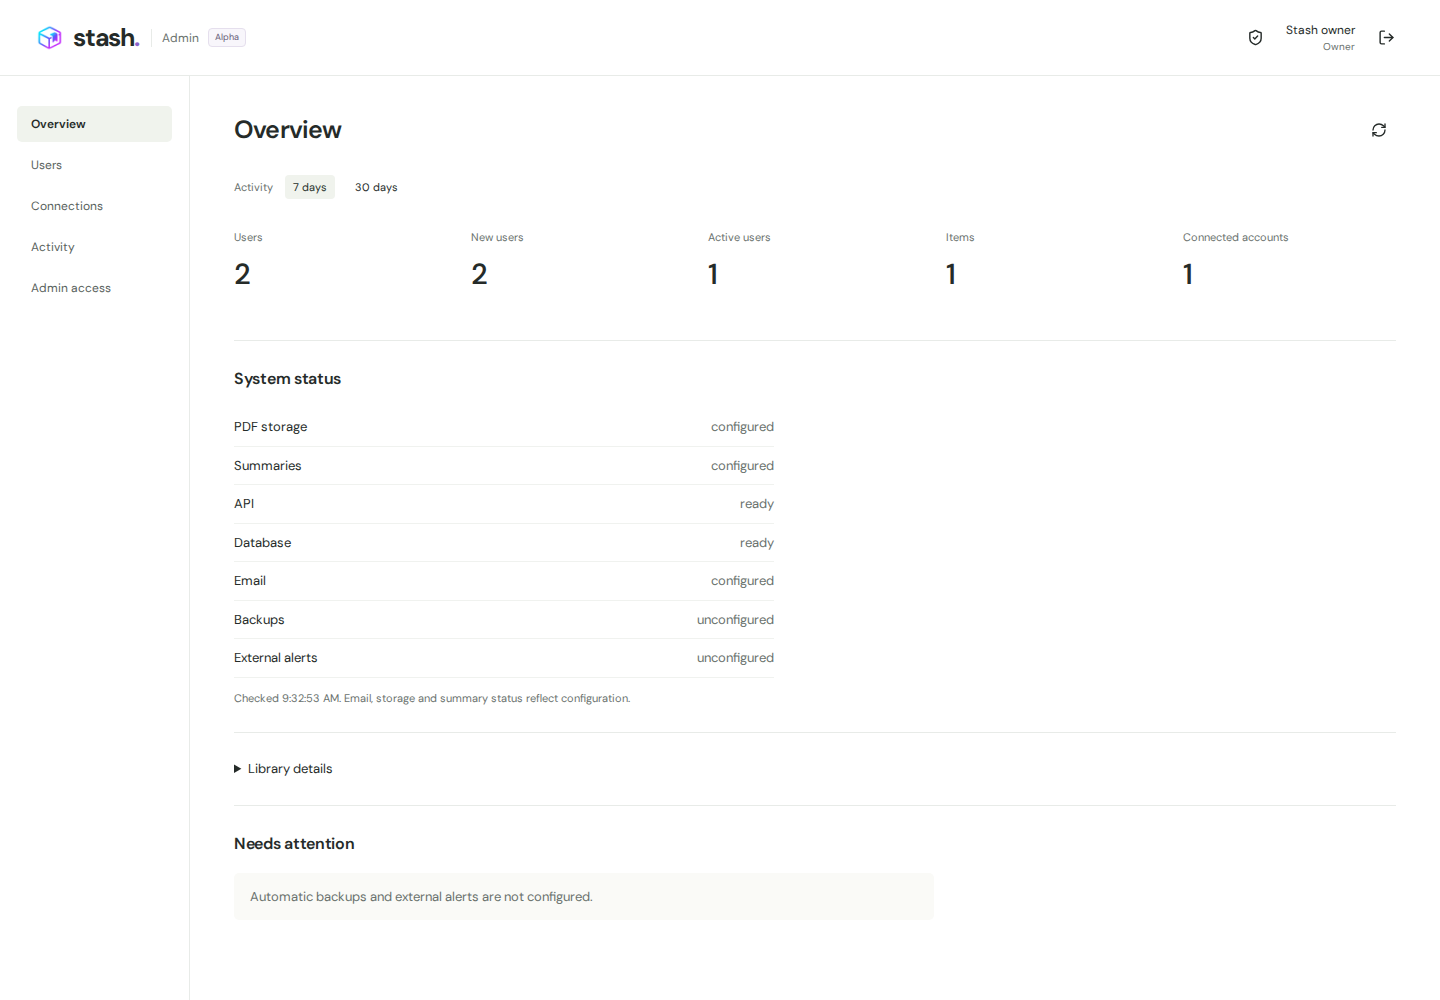 stash. Admin Alpha
Stash owner
Owner
Overview
Users
Connections
Activity
Admin access
Overview
Activity 7 days 30 days
Users New users Active users Items Connected accounts
2 2 1 1 1
System status
PDF storage configured
Summaries configured
API ready
Database ready
Email configured
Backups unconfigured
External alerts unconfigured
Checked 9:32:53 AM. Email, storage and summary status reflect configuration.
Library details
Needs attention
Automatic backups and external alerts are not configured.